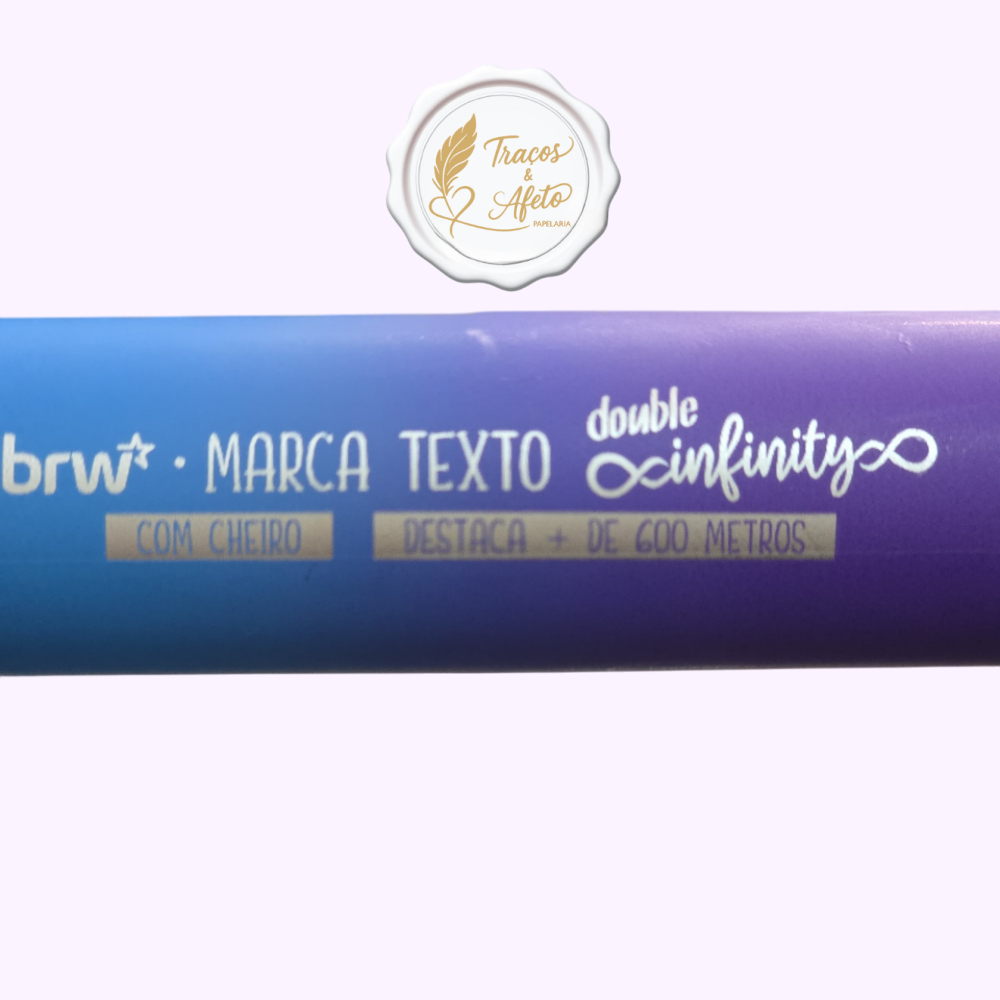 Traços
&
Afeto
PAPELARIA
brw · MARCA TEXTO double infinity
COM CHEIRO DESTACA + DE 600 METROS